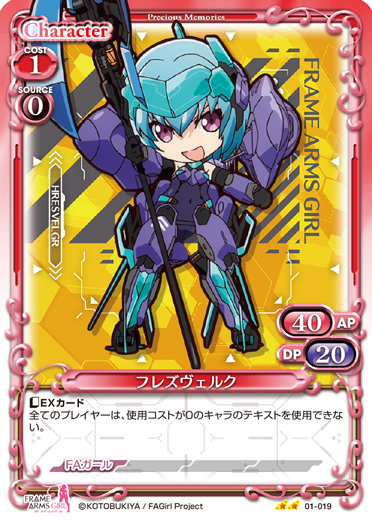 Precious Memories
Character
COST
1
SOURCE
0
FRAME ARMS GIRL
HRESVELGR
40 AP
DP 20
フレズヴェルク
EXカード
全てのプレイヤーは、使用コストが0のキャラのテキストを使用できな
い。
FAガール
FRAME
ARMS GIRL
©KOTOBUKIYA / FAGirl Project
01-019